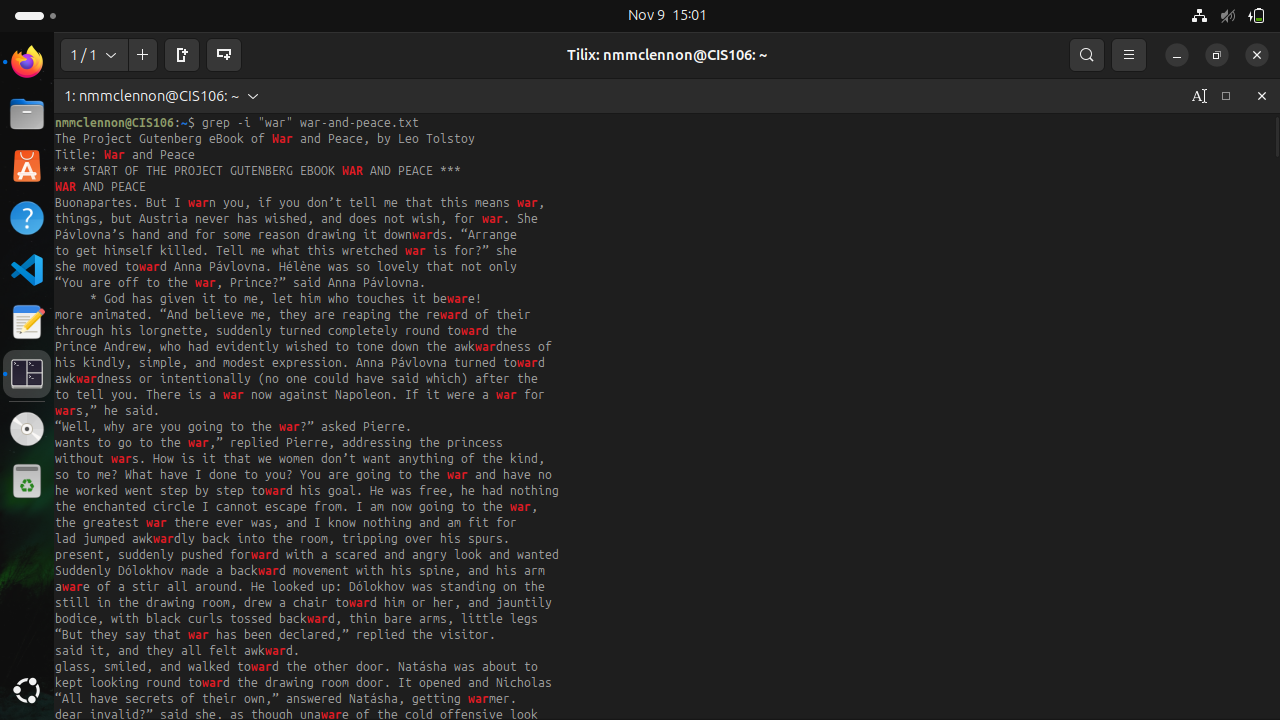 Nov 9 15:01
1 / 1
Tilix: nmmclennon@CIS106: ~
1: nmmclennon@CIS106: ~
nmmclennon@CIS106:~$ grep -i "war" war-and-peace.txt
The Project Gutenberg eBook of War and Peace, by Leo Tolstoy
Title: War and Peace
*** START OF THE PROJECT GUTENBERG EBOOK WAR AND PEACE ***
WAR AND PEACE
Buonapartes. But I warn you, if you don’t tell me that this means war,
things, but Austria never has wished, and does not wish, for war. She
Pávlovna’s hand and for some reason drawing it downwards. “Arrange
to get himself killed. Tell me what this wretched war is for?” she
she moved toward Anna Pávlovna. Hélène was so lovely that not only
“You are off to the war, Prince?” said Anna Pávlovna.
* God has given it to me, let him who touches it beware!
more animated. “And believe me, they are reaping the reward of their
through his lorgnette, suddenly turned completely round toward the
Prince Andrew, who had evidently wished to tone down the awkwardness of
his kindly, simple, and modest expression. Anna Pávlovna turned toward
awkwardness or intentionally (no one could have said which) after the
to tell you. There is a war now against Napoleon. If it were a war for
wars,” he said.
“Well, why are you going to the war?” asked Pierre.
wants to go to the war,” replied Pierre, addressing the princess
without wars. How is it that we women don’t want anything of the kind,
so to me? What have I done to you? You are going to the war and have no
he worked went step by step toward his goal. He was free, he had nothing
the enchanted circle I cannot escape from. I am now going to the war,
the greatest war there ever was, and I know nothing and am fit for
lad jumped awkwardly back into the room, tripping over his spurs.
present, suddenly pushed forward with a scared and angry look and wanted
Suddenly Dólokhov made a backward movement with his spine, and his arm
aware of a stir all around. He looked up: Dólokhov was standing on the
still in the drawing room, drew a chair toward him or her, and jauntily
bodice, with black curls tossed backward, thin bare arms, little legs
“But they say that war has been declared,” replied the visitor.
said it, and they all felt awkward.
glass, smiled, and walked toward the other door. Natásha was about to
kept looking round toward the drawing room door. It opened and Nicholas
“All have secrets of their own,” answered Natásha, getting warmer.
dear invalid?” said she, as though unaware of the cold offensive look